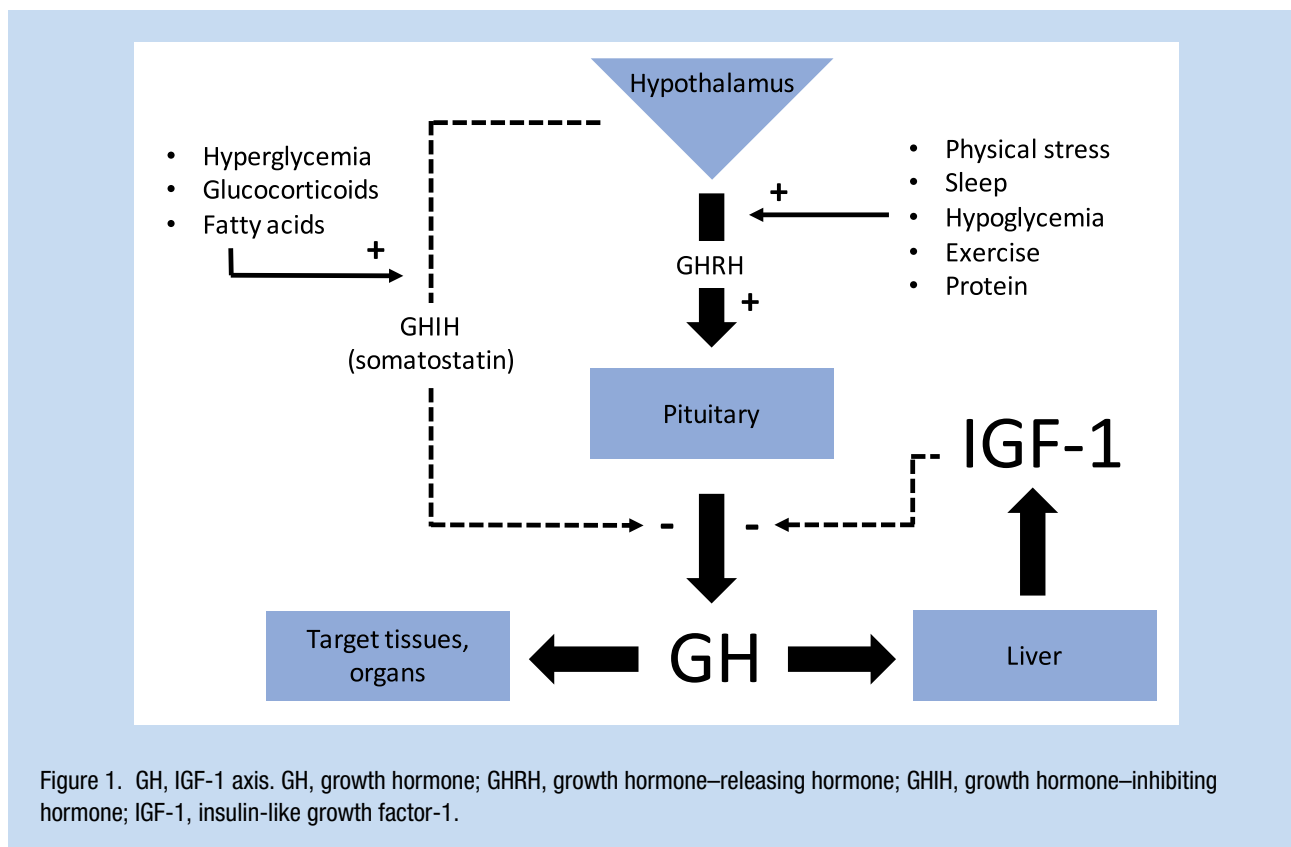 Hypothalamus
• Hyperglycemia
• Glucocorticoids
• Fatty acids
+
• Physical stress
• Sleep
• Hypoglycemia
• Exercise
• Protein
+
GHRH
+
GHIH
(somatostatin)
Pituitary
IGF-1
-
-
Target tissues,
organs
GH
Liver
Figure 1. GH, IGF-1 axis. GH, growth hormone; GHRH, growth hormone–releasing hormone; GHIH, growth hormone–inhibiting
hormone; IGF-1, insulin-like growth factor-1.